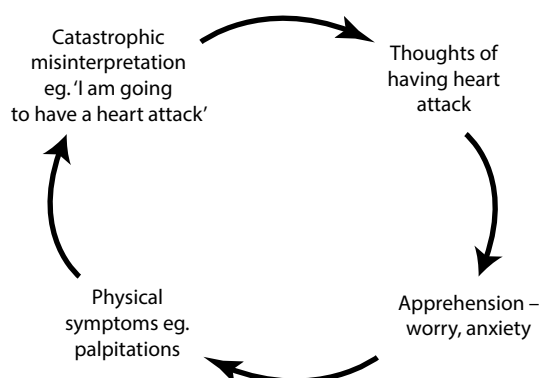 Catastrophic
misinterpretation
eg. ‘I am going
to have a heart attack’
Thoughts of
having heart
attack
Apprehension –
worry, anxiety
Physical
symptoms eg.
palpitations